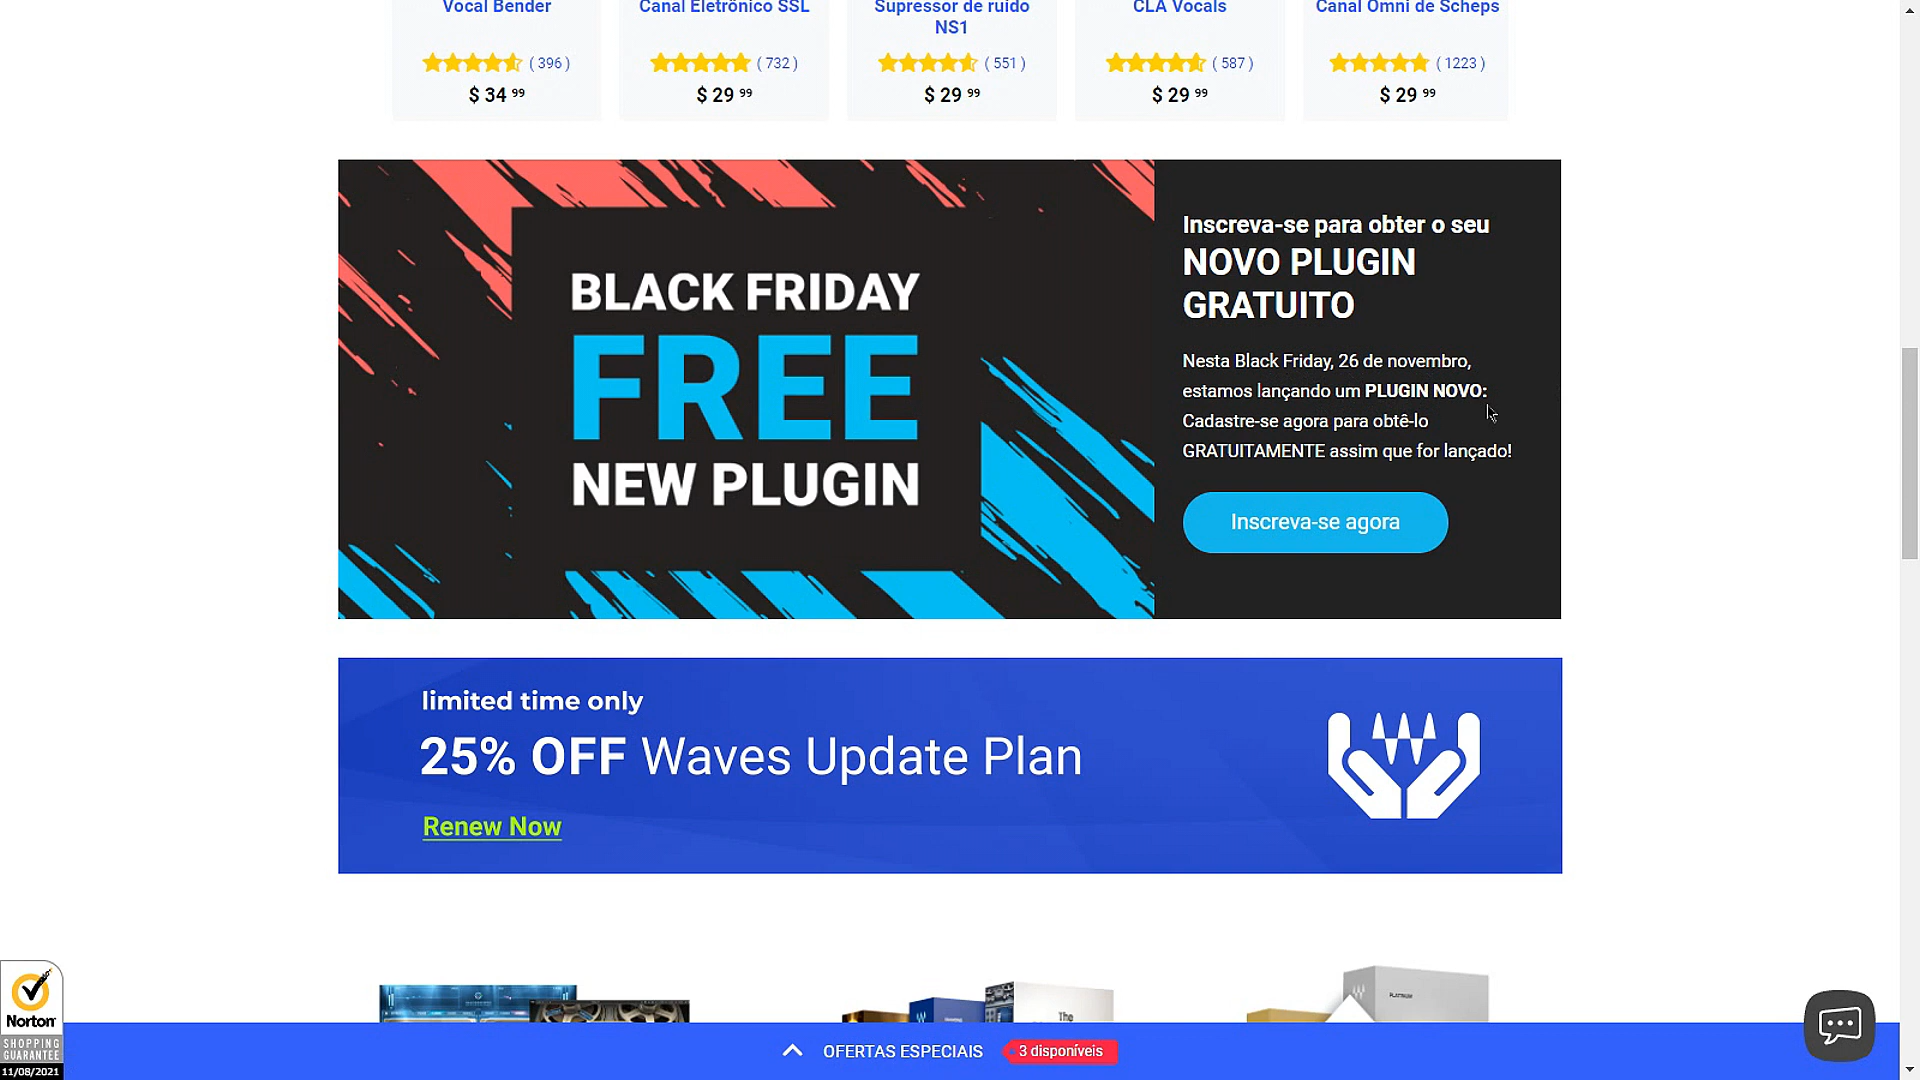 Vocal Bender
Canal Eletrônico SSL
Supressor de ruído
NS1
CLA Vocals
Canal Omni de Scheps
( 396 )
( 732 )
( 551 )
( 587 )
( 1223 )
$ 34 99
$ 29 99
$ 29 99
$ 29 99
$ 29 99
BLACK FRIDAY
FREE
NEW PLUGIN
Inscreva-se para obter o seu
NOVO PLUGIN
GRATUITO
Nesta Black Friday, 26 de novembro,
estamos lançando um PLUGIN NOVO:
Cadastre-se agora para obtê-lo
GRATUITAMENTE assim que for lançado!
Inscreva-se agora
limited time only
25% OFF Waves Update Plan
Renew Now
The
PLATINUM
Norton
SHOPPING
GUARANTEE
11/08/2021
OFERTAS ESPECIAIS
3 disponíveis